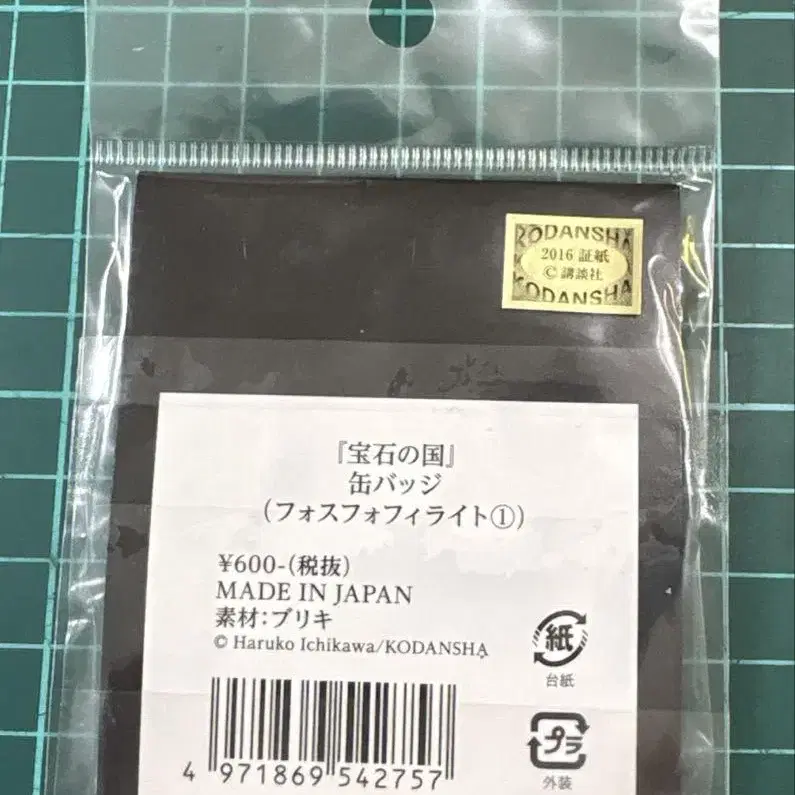 KODANSHA
2016 証紙
©講談社
KODANSHA
『宝石の国』
缶バッジ
(フォスフォフィライト①)
¥600-(税抜)
MADE IN JAPAN
素材:ブリキ
© Haruko Ichikawa/KODANSHA
紙
台紙
プラ
外装
4 971869 542757